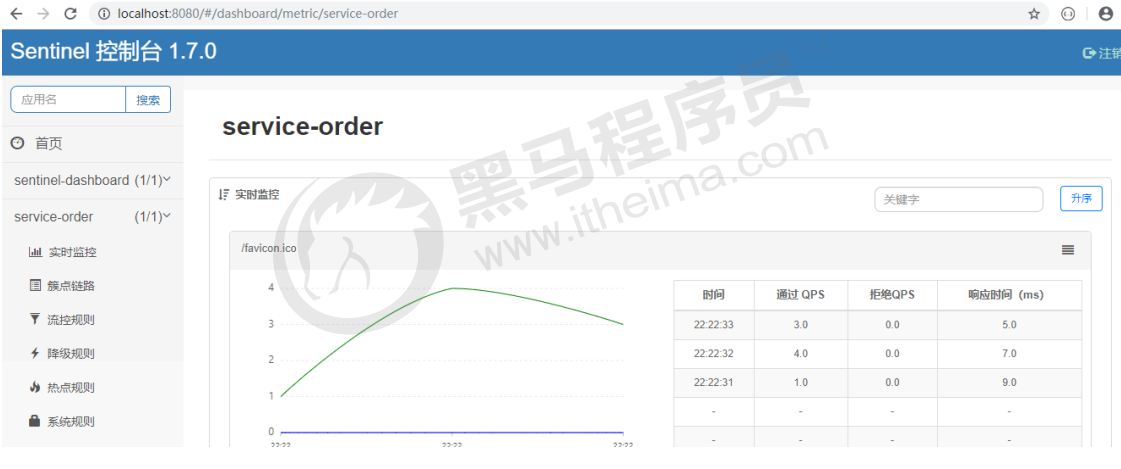 localhost:8080/#/dashboard/metric/service-order
Sentinel 控制台 1.7.0
注销
应用名 搜索
首页
sentinel-dashboard (1/1)
service-order (1/1)
实时监控
簇点链路
流控规则
降级规则
热点规则
系统规则
service-order
实时监控
关键字
升序
/favicon.ico
4
3
2
1
0
22:22 22:22 22:22
时间 通过 QPS 拒绝QPS 响应时间（ms）
22:22:33 3.0 0.0 5.0
22:22:32 4.0 0.0 7.0
22:22:31 1.0 0.0 9.0
- - - -
- - - -
黑马程序员
www.itheima.com